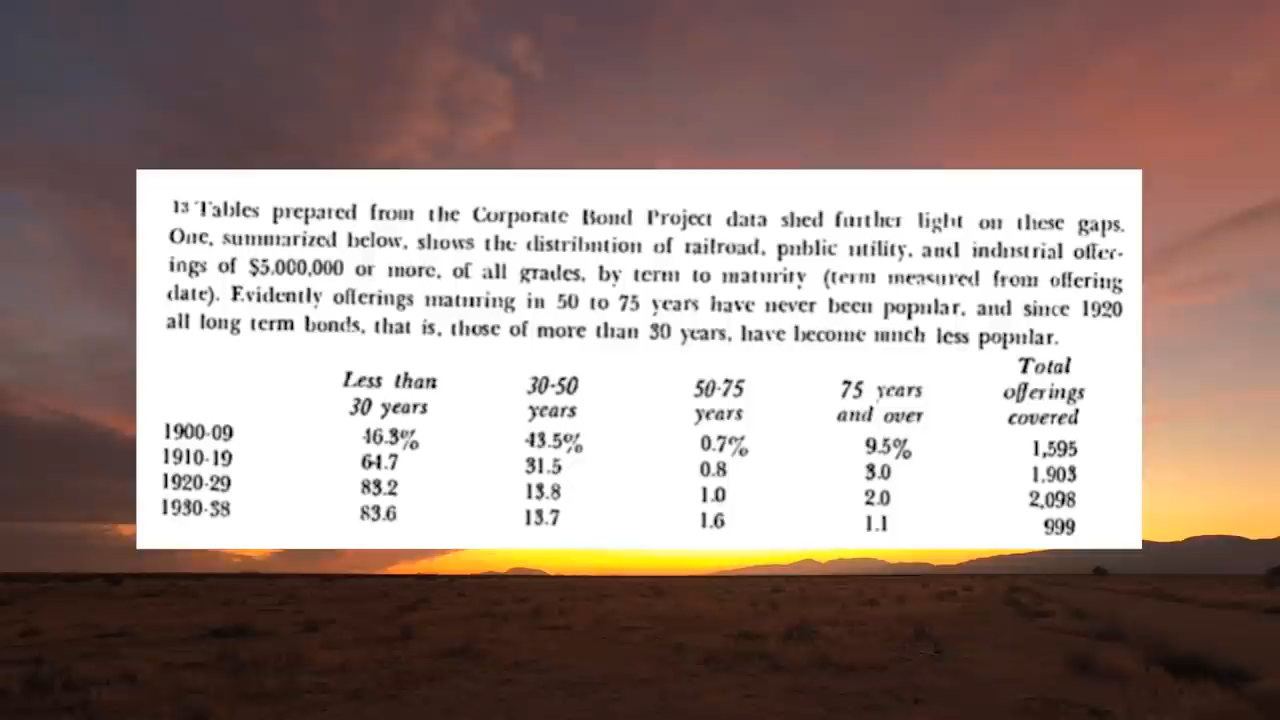 13 Tables prepared from the Corporate Bond Project data shed further light on these gaps.
One, summarized below, shows the distribution of railroad, public utility, and industrial offer-
ings of $5,000,000 or more, of all grades, by term to maturity (term measured from offering
date). Evidently offerings maturing in 50 to 75 years have never been popular, and since 1920
all long term bonds, that is, those of more than 30 years, have become much less popular.
Total
Less than 30-50 50-75 75 years offerings
30 years years years and over covered
1900-09 46.3% 43.5% 0.7% 9.5% 1,595
1910-19 64.7 31.5 0.8 3.0 1,903
1920-29 83.2 13.8 1.0 2.0 2,098
1930-38 83.6 13.7 1.6 1.1 999